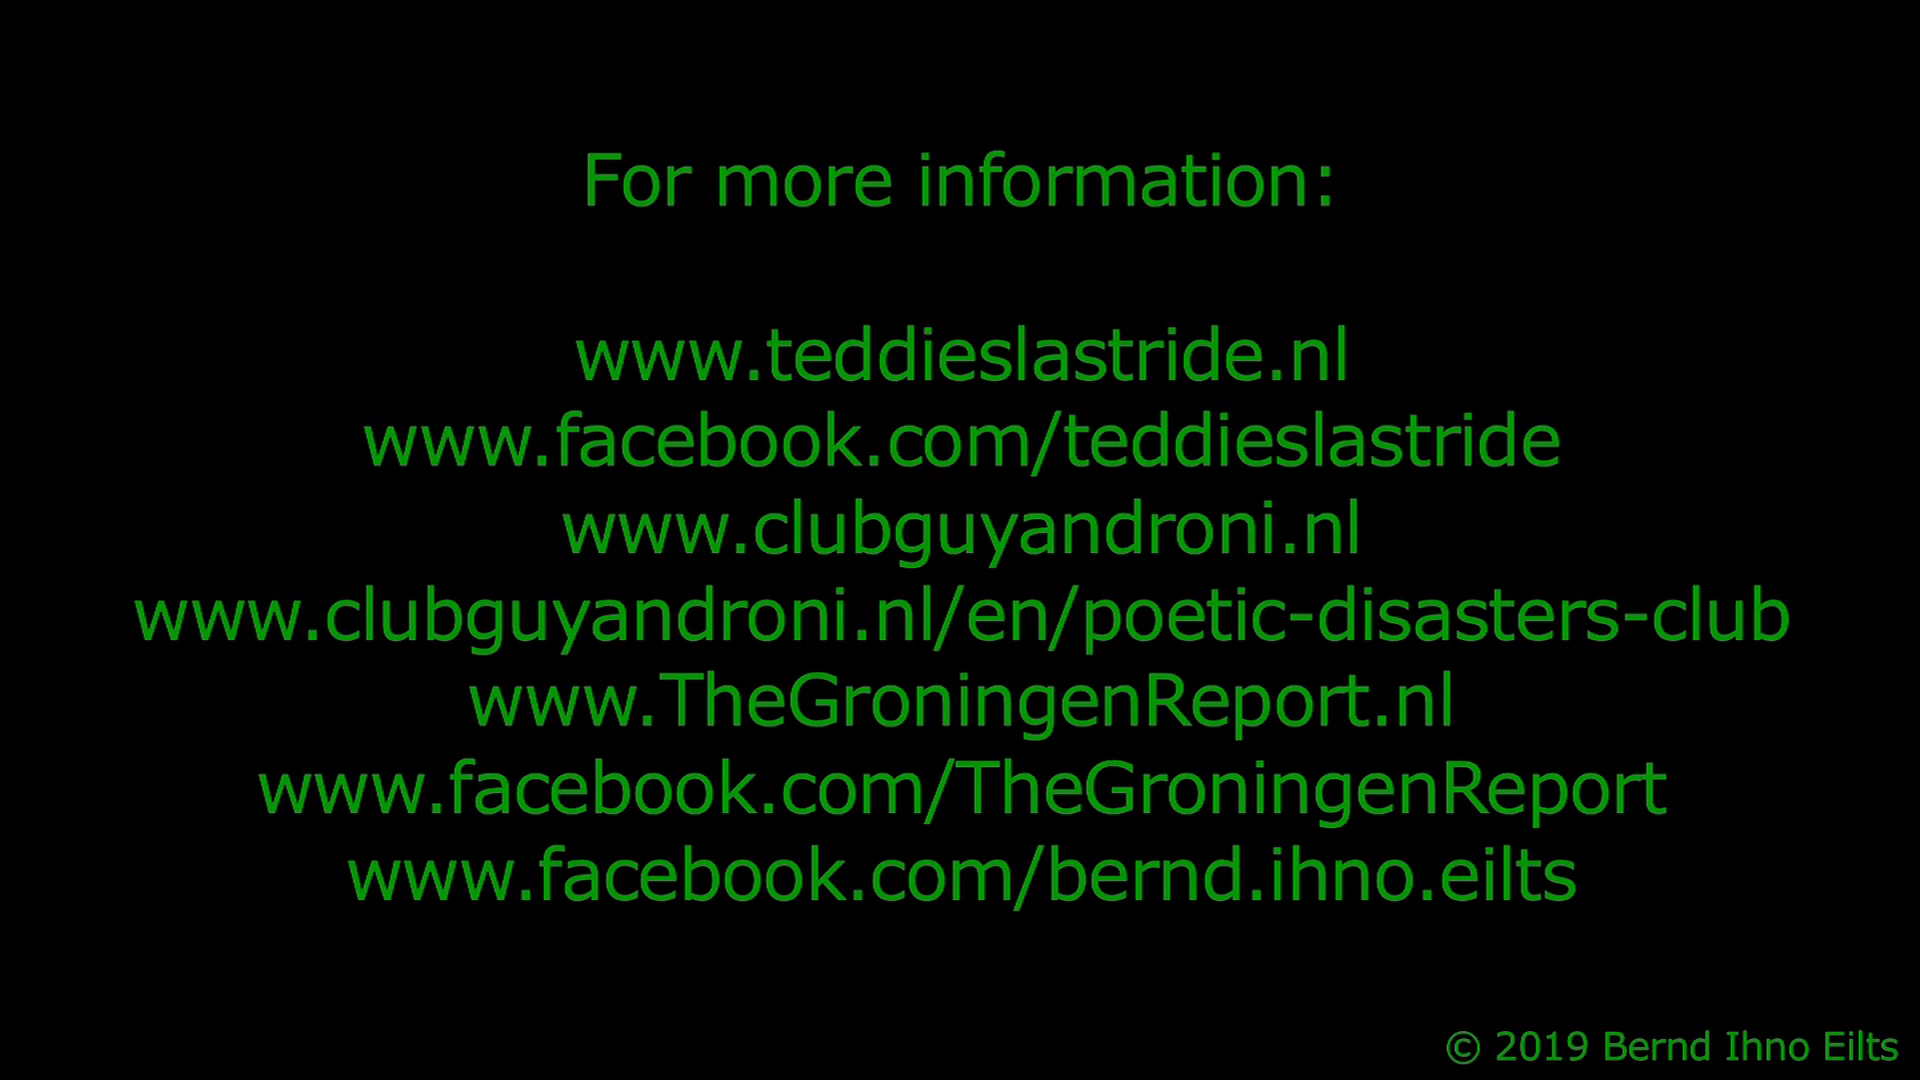 For more information:
www.teddieslastride.nl
www.facebook.com/teddieslastride
www.clubguyandroni.nl
www.clubguyandroni.nl/en/poetic-disasters-club
www.TheGroningenReport.nl
www.facebook.com/TheGroningenReport
www.facebook.com/bernd.ihno.eilts
© 2019 Bernd Ihno Eilts